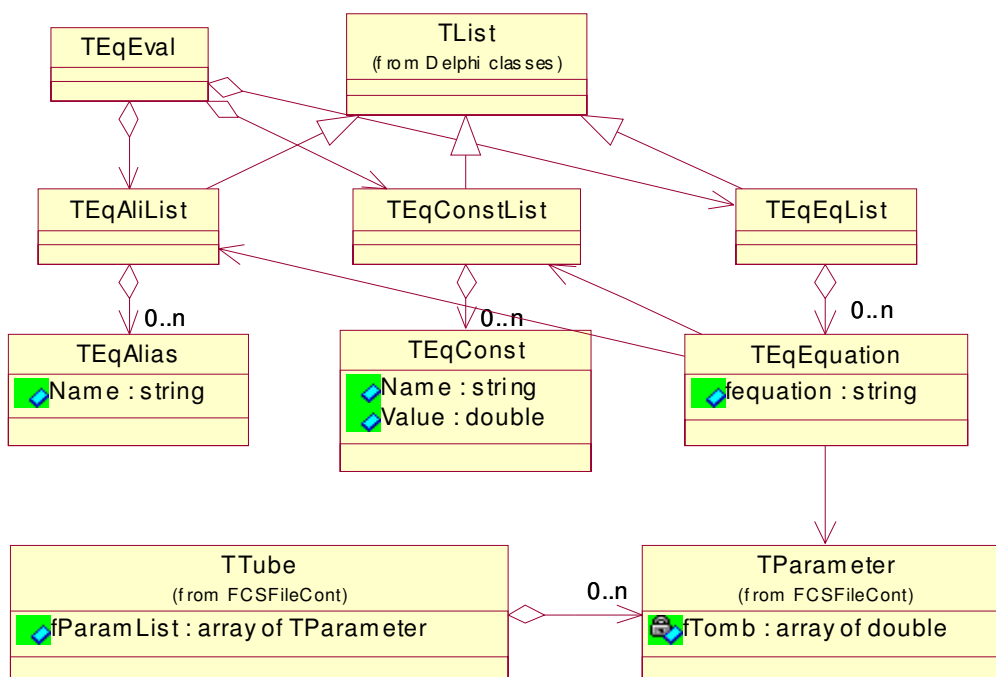 TEqEval
TList
(from Delphi classes)
TEqAliList
TEqConstList
TEqEqList
0..n
0..n
0..n
TEqAlias
Name : string
TEqConst
Name : string
Value : double
TEqEquation
fequation : string
TTube
(from FCSFileCont)
fParamList : array of TParameter
0..n
TParameter
(from FCSFileCont)
fTomb : array of double